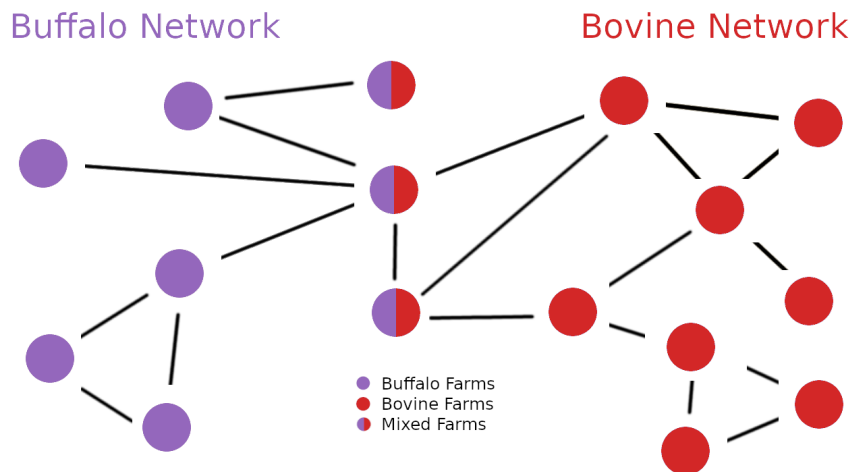 Buffalo Network
Bovine Network
Buffalo Farms
Bovine Farms
Mixed Farms